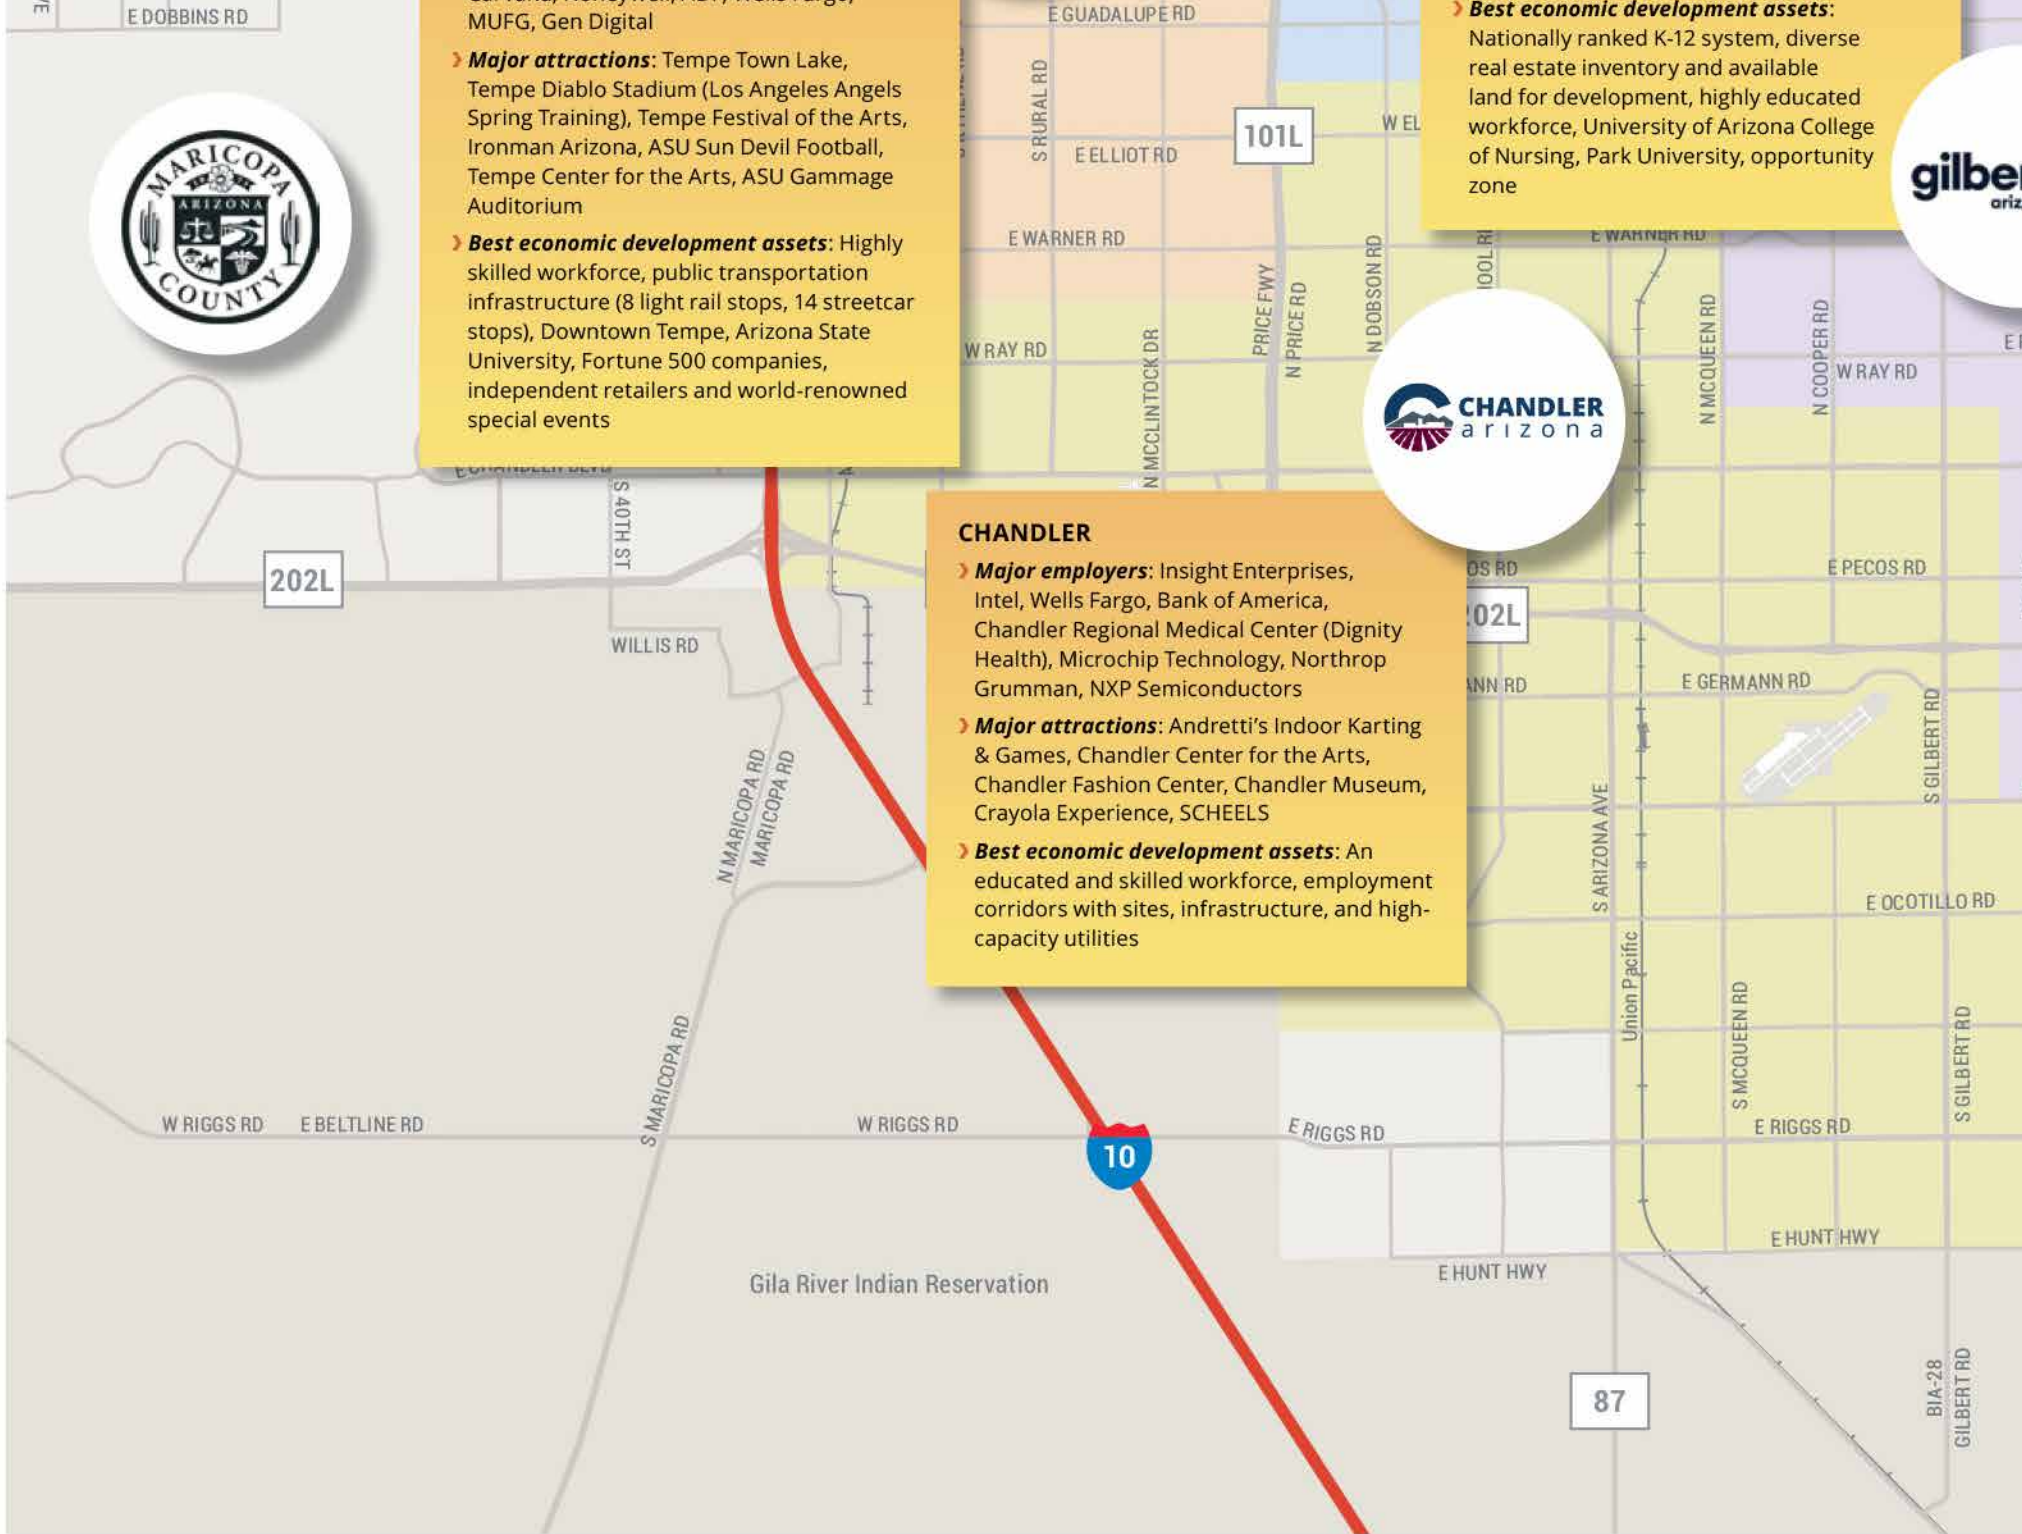 E DOBBINS RD
MUFG, Gen Digital
› Major attractions: Tempe Town Lake,
Tempe Diablo Stadium (Los Angeles Angels
Spring Training), Tempe Festival of the Arts,
Ironman Arizona, ASU Sun Devil Football,
Tempe Center for the Arts, ASU Gammage
Auditorium
› Best economic development assets: Highly
skilled workforce, public transportation
infrastructure (8 light rail stops, 14 streetcar
stops), Downtown Tempe, Arizona State
University, Fortune 500 companies,
independent retailers and world-renowned
special events
MARICOPA
ARIZONA
COUNTY
E GUADALUPE RD
S RURAL RD
E ELLIOT RD
101L
W EL
E WARNER RD
W RAY RD
N MCCLINTOCK DR
PRICE FWY
N PRICE RD
N DOBSON RD
› Best economic development assets:
Nationally ranked K-12 system, diverse
real estate inventory and available
land for development, highly educated
workforce, University of Arizona College
of Nursing, Park University, opportunity
zone
gilber
ariz
E WARNER RD
OOL R
N MCQUEEN RD
N COOPER RD
W RAY RD
CHANDLER
arizona
E CHANDLER BLVD
S 40TH ST
202L
WILLIS RD
CHANDLER
› Major employers: Insight Enterprises,
Intel, Wells Fargo, Bank of America,
Chandler Regional Medical Center (Dignity
Health), Microchip Technology, Northrop
Grumman, NXP Semiconductors
› Major attractions: Andretti’s Indoor Karting
& Games, Chandler Center for the Arts,
Chandler Fashion Center, Chandler Museum,
Crayola Experience, SCHEELS
› Best economic development assets: An
educated and skilled workforce, employment
corridors with sites, infrastructure, and high-
capacity utilities
OS RD
E PECOS RD
02L
ANN RD
E GERMANN RD
S GILBERT RD
N MARICOPA RD
MARICOPA RD
S ARIZONA AVE
E OCOTILLO RD
Union Pacific
S MCQUEEN RD
S GILBERT RD
S MARICOPA RD
W RIGGS RD
E BELTLINE RD
W RIGGS RD
10
E RIGGS RD
E RIGGS RD
E HUNT HWY
E HUNT HWY
Gila River Indian Reservation
87
BIA-28
GILBERT RD